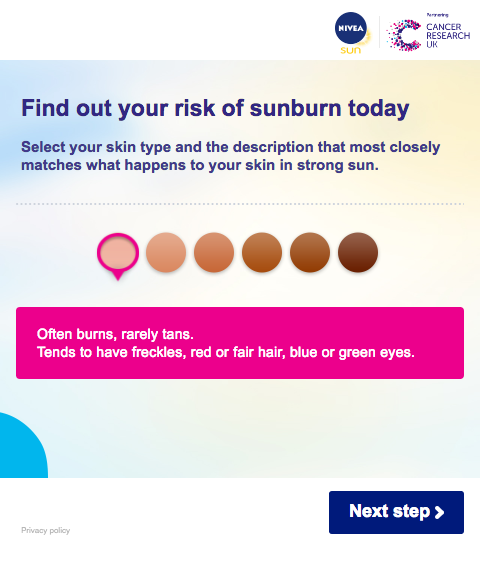 Partnering
NIVEA
sun
CANCER
RESEARCH
UK
Find out your risk of sunburn today
Select your skin type and the description that most closely
matches what happens to your skin in strong sun.
Often burns, rarely tans.
Tends to have freckles, red or fair hair, blue or green eyes.
Next step
Privacy policy